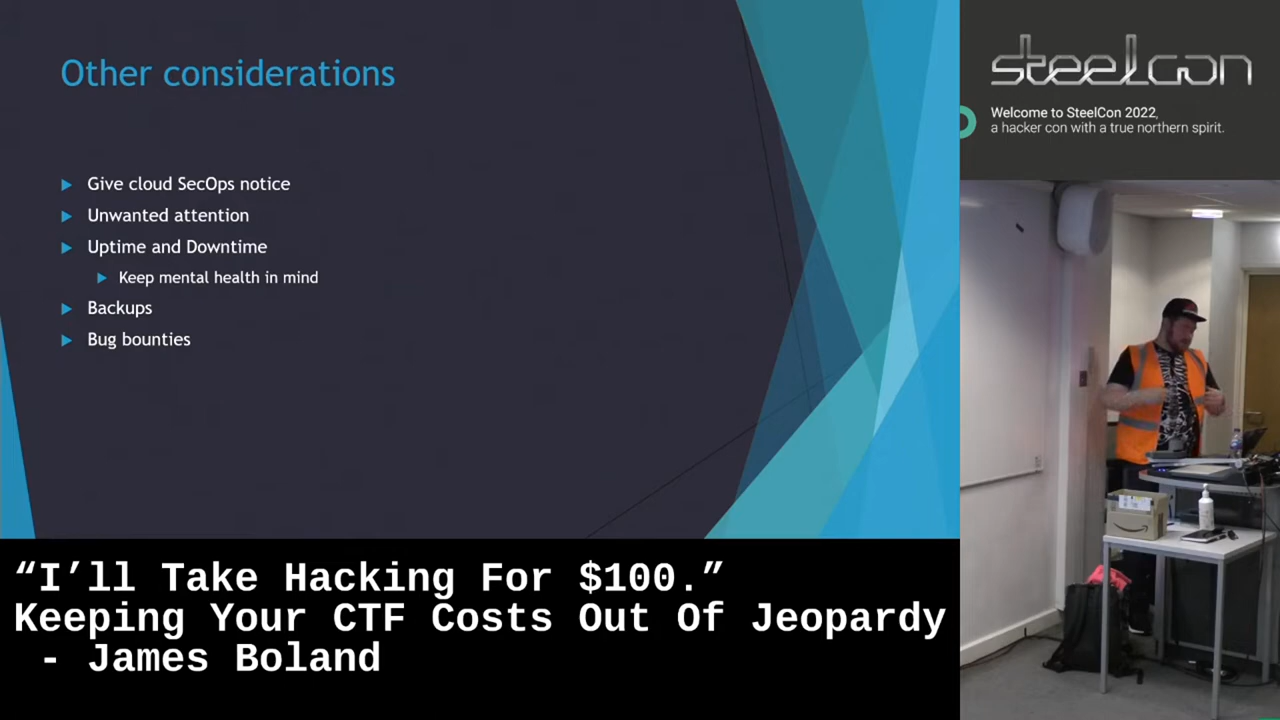 Other considerations
Give cloud SecOps notice
Unwanted attention
Uptime and Downtime
Keep mental health in mind
Backups
Bug bounties
steelcon
Welcome to SteelCon 2022,
a hacker con with a true northern spirit.
“I’ll Take Hacking For $100.”
Keeping Your CTF Costs Out Of Jeopardy
- James Boland